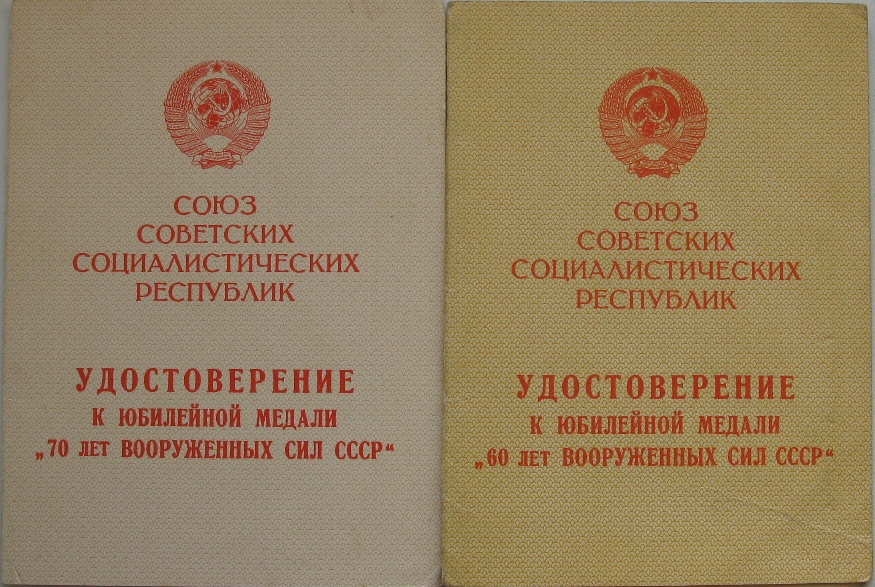 СОЮЗ
СОВЕТСКИХ
СОЦИАЛИСТИЧЕСКИХ
РЕСПУБЛИК
УДОСТОВЕРЕНИЕ
К ЮБИЛЕЙНОЙ МЕДАЛИ
„70 лет ВООРУЖЕННЫХ СИЛ СССР“
СОЮЗ
СОВЕТСКИХ
СОЦИАЛИСТИЧЕСКИХ
РЕСПУБЛИК
УДОСТОВЕРЕНИЕ
К ЮБИЛЕЙНОЙ МЕДАЛИ
„60 лет ВООРУЖЕННЫХ СИЛ СССР“